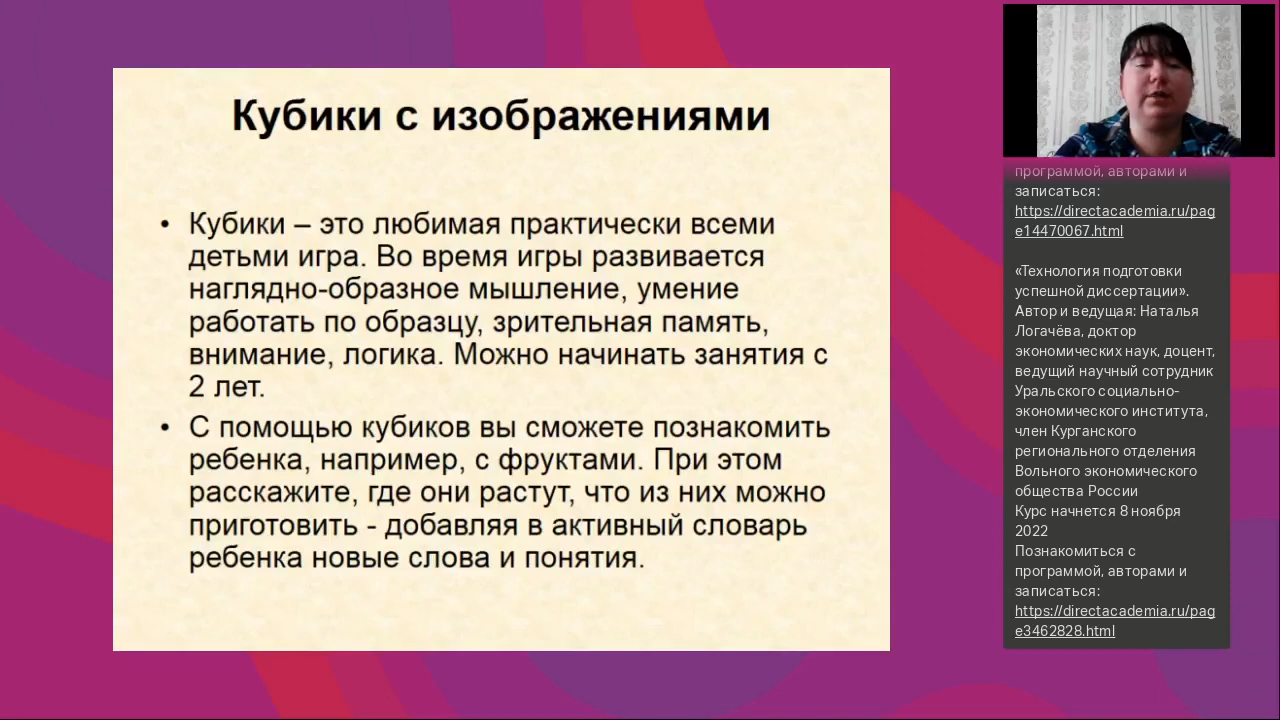 Кубики с изображениями
• Кубики – это любимая практически всеми
детьми игра. Во время игры развивается
наглядно-образное мышление, умение
работать по образцу, зрительная память,
внимание, логика. Можно начинать занятия с
2 лет.
• С помощью кубиков вы сможете познакомить
ребенка, например, с фруктами. При этом
расскажите, где они растут, что из них можно
приготовить - добавляя в активный словарь
ребенка новые слова и понятия.
программой, авторами и
записаться:
https://directacademia.ru/pag
e14470067.html
«Технология подготовки
успешной диссертации».
Автор и ведущая: Наталья
Логачёва, доктор
экономических наук, доцент,
ведущий научный сотрудник
Уральского социально-
экономического института,
член Курганского
регионального отделения
Вольного экономического
общества России
Курс начнется 8 ноября
2022
Познакомиться с
программой, авторами и
записаться:
https://directacademia.ru/pag
e3462828.html